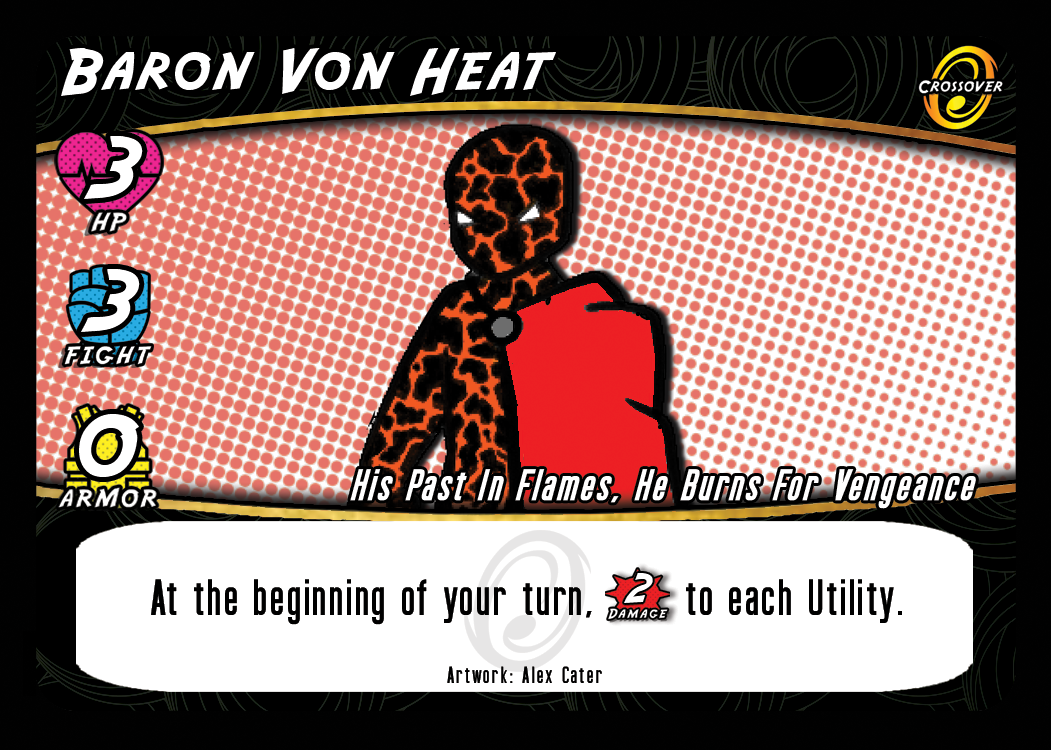 Baron Von Heat
Crossover
3
HP
3
FIGHT
0
ARMOR
His Past In Flames, He Burns For Vengeance
At the beginning of your turn, 2 DAMAGE to each Utility.
Artwork: Alex Cater